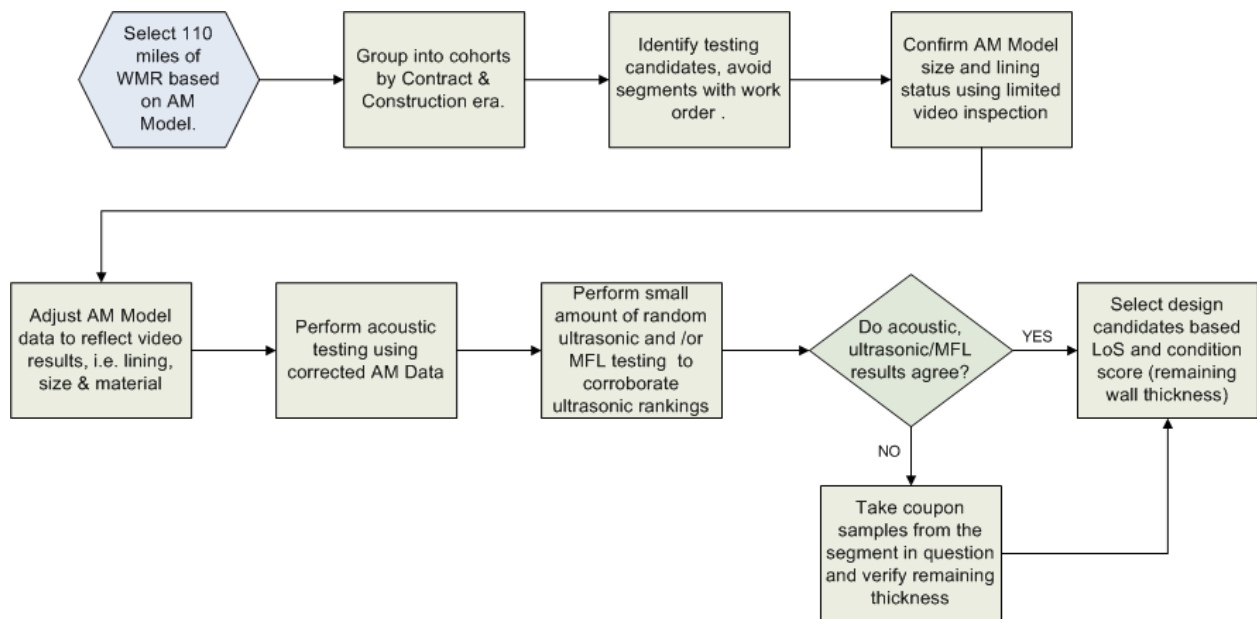 Select 110
miles of
WMR based
on AM
Model.
Group into cohorts
by Contract &
Construction era.
Identify testing
candidates, avoid
segments with work
order .
Confirm AM Model
size and lining
status using limited
video inspection
Adjust AM Model
data to reflect video
results, i.e. lining,
size & material
Perform acoustic
testing using
corrected AM Data
Perform small
amount of random
ultrasonic and /or
MFL testing to
corroborate
ultrasonic rankings
Do acoustic,
ultrasonic/MFL
results agree?
YES
Select design
candidates based
LoS and condition
score (remaining
wall thickness)
NO
Take coupon
samples from the
segment in question
and verify remaining
thickness